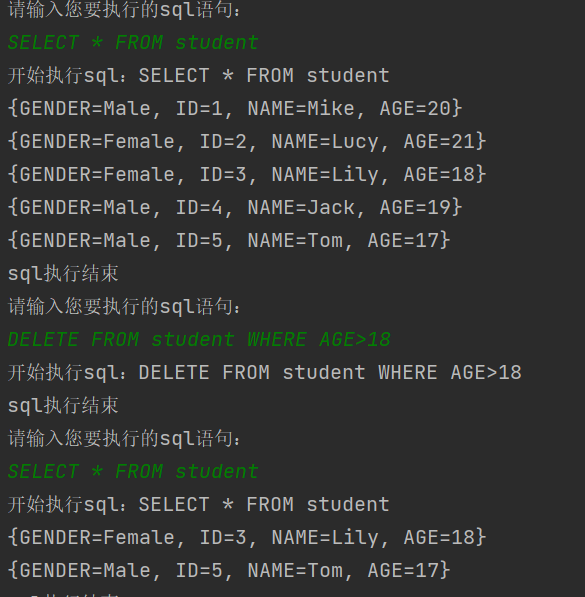 请输入您要执行的sql语句：
SELECT * FROM student
开始执行sql：SELECT * FROM student
{GENDER=Male, ID=1, NAME=Mike, AGE=20}
{GENDER=Female, ID=2, NAME=Lucy, AGE=21}
{GENDER=Female, ID=3, NAME=Lily, AGE=18}
{GENDER=Male, ID=4, NAME=Jack, AGE=19}
{GENDER=Male, ID=5, NAME=Tom, AGE=17}
sql执行结束
请输入您要执行的sql语句：
DELETE FROM student WHERE AGE>18
开始执行sql：DELETE FROM student WHERE AGE>18
sql执行结束
请输入您要执行的sql语句：
SELECT * FROM student
开始执行sql：SELECT * FROM student
{GENDER=Female, ID=3, NAME=Lily, AGE=18}
{GENDER=Male, ID=5, NAME=Tom, AGE=17}